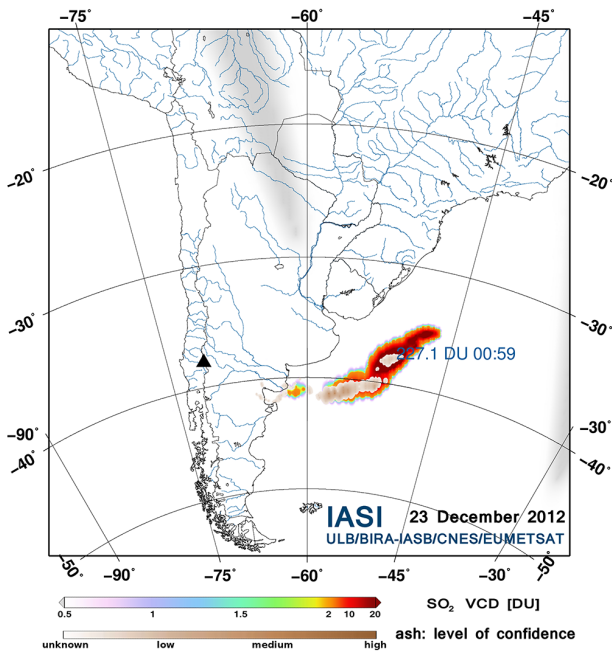 −75° −60° −45°
−20° −20°
−30° −30°
227.1 DU 00:59
−90° −30°
−40° −40°
IASI 23 December 2012
ULB/BIRA-IASB/CNES/EUMETSAT
−50° −90° −75° −60° −45° −50°
0.5 1 1.5 2 10 20
SO₂ VCD [DU]
ash: level of confidence
unknown low medium high